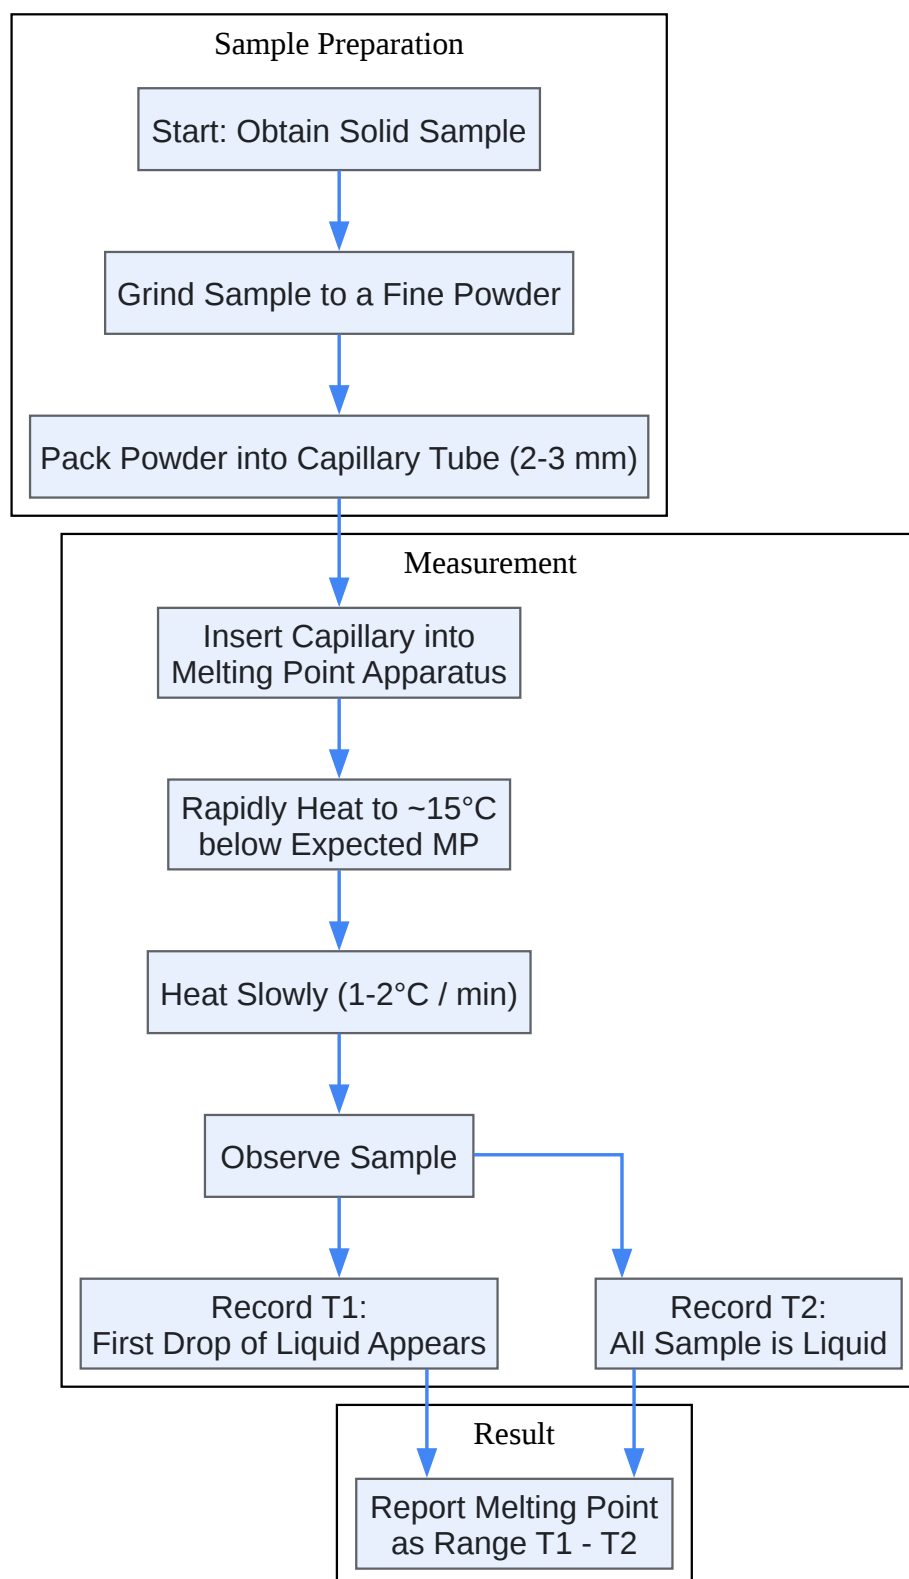 Sample Preparation
Start: Obtain Solid Sample
Grind Sample to a Fine Powder
Pack Powder into Capillary Tube (2-3 mm)
Measurement
Insert Capillary into
Melting Point Apparatus
Rapidly Heat to ~15°C
below Expected MP
Heat Slowly (1-2°C / min)
Observe Sample
Record T1:
First Drop of Liquid Appears
Record T2:
All Sample is Liquid
Result
Report Melting Point
as Range T1 - T2